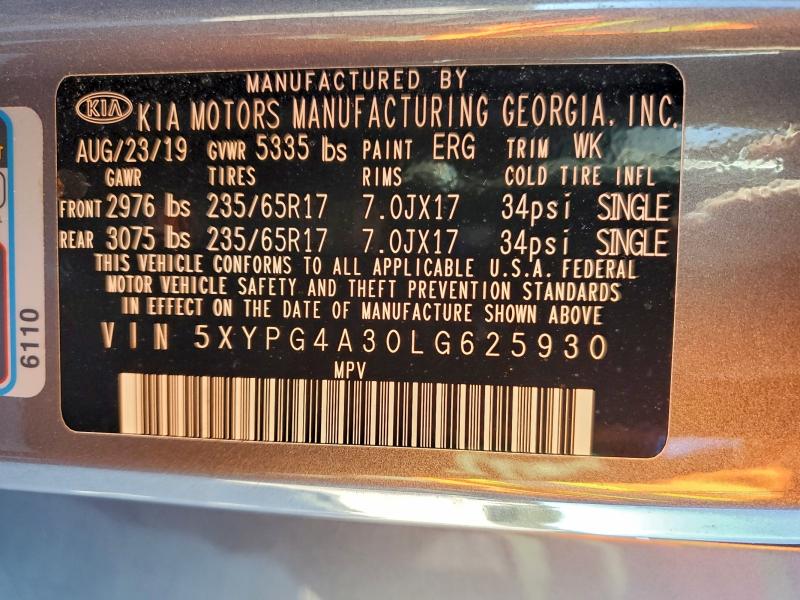 MANUFACTURED BY
KIA KIA MOTORS MANUFACTURING GEORGIA, INC.
AUG/23/19 GVWR 5335 lbs PAINT ERG TRIM WK
GAWR TIRES RIMS COLD TIRE INFL
FRONT 2976 lbs 235/65R17 7.0JX17 34psi SINGLE
REAR 3075 lbs 235/65R17 7.0JX17 34psi SINGLE
THIS VEHICLE CONFORMS TO ALL APPLICABLE U.S.A. FEDERAL
MOTOR VEHICLE SAFETY AND THEFT PREVENTION STANDARDS
IN EFFECT ON THE DATE OF MANUFACTURE SHOWN ABOVE
VIN 5XYPG4A30LG625930
MPV
6110